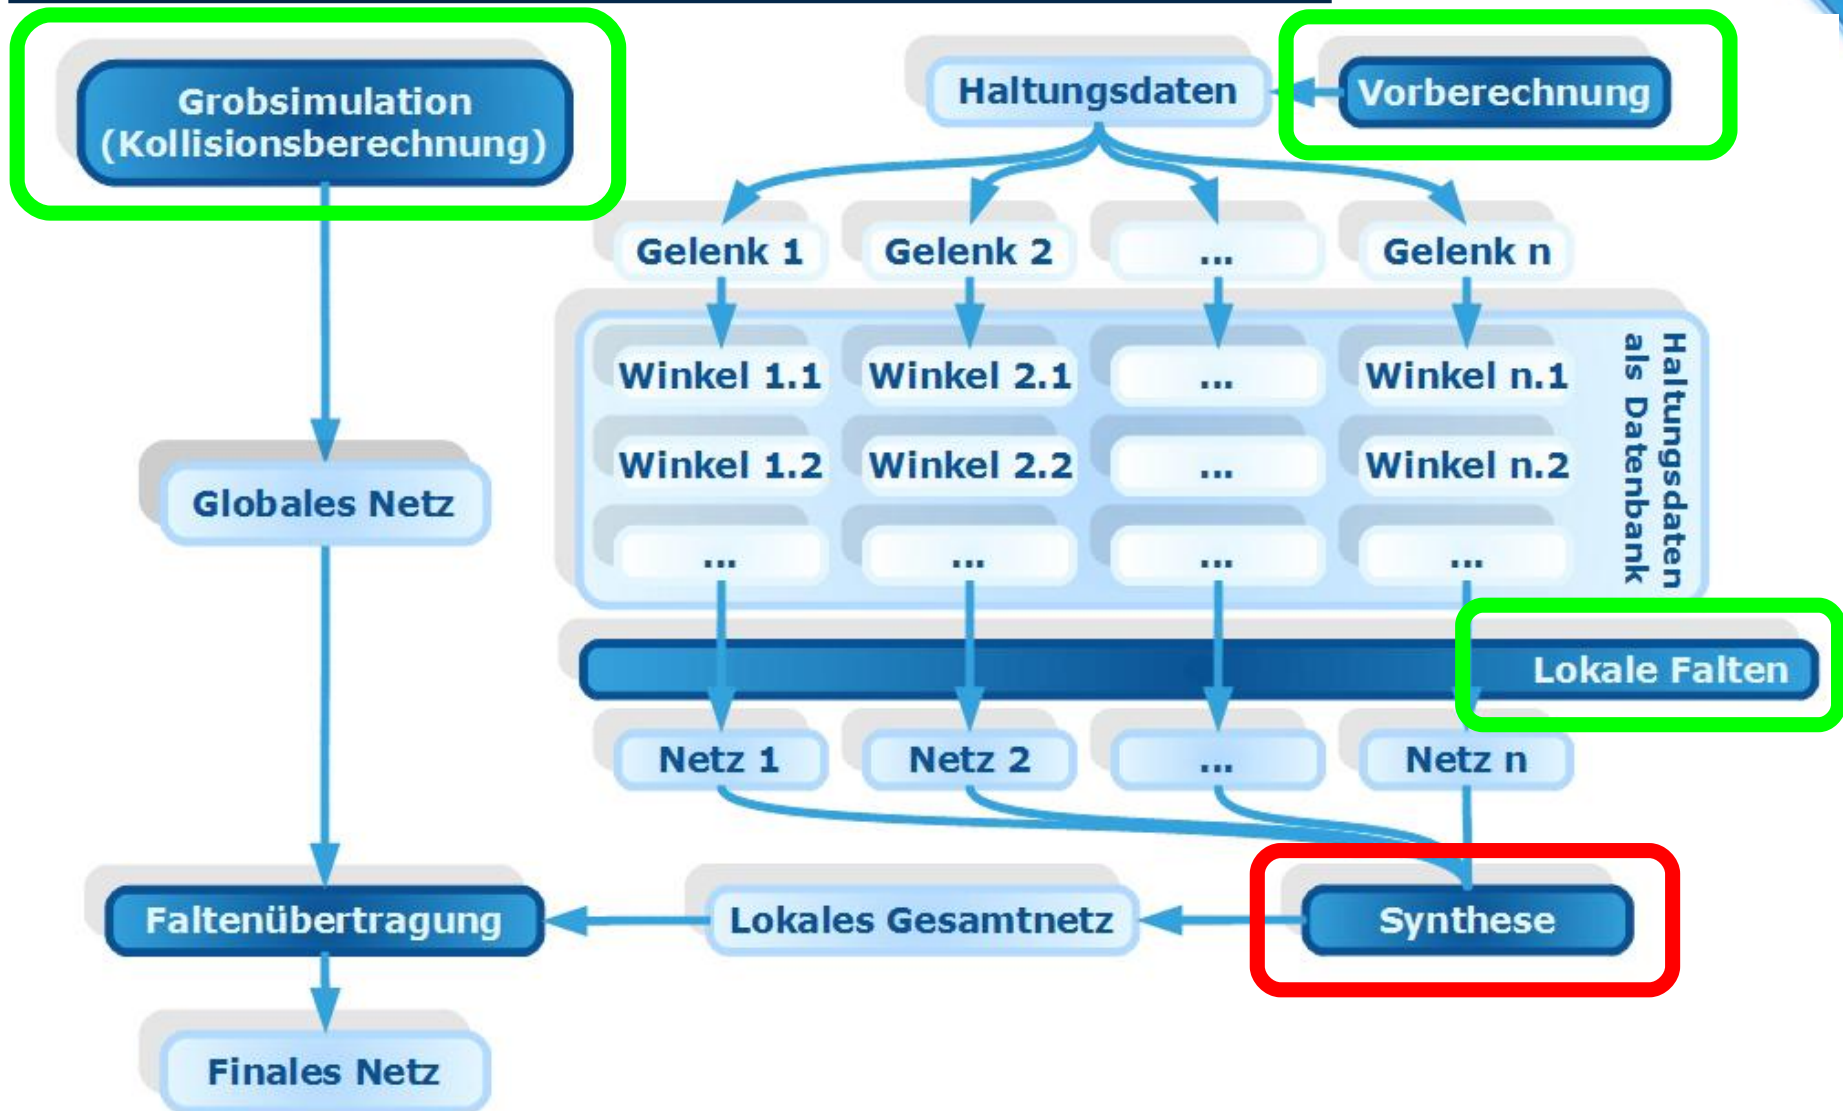 Grobsimulation
(Kollisionsberechnung)
Haltungsdaten
Vorberechnung
Gelenk 1
Gelenk 2
...
Gelenk n
Winkel 1.1
Winkel 2.1
...
Winkel n.1
Winkel 1.2
Winkel 2.2
...
Winkel n.2
...
...
...
...
Haltungsdaten
als Datenbank
Globales Netz
Lokale Falten
Netz 1
Netz 2
...
Netz n
Faltenübertragung
Lokales Gesamtnetz
Synthese
Finales Netz